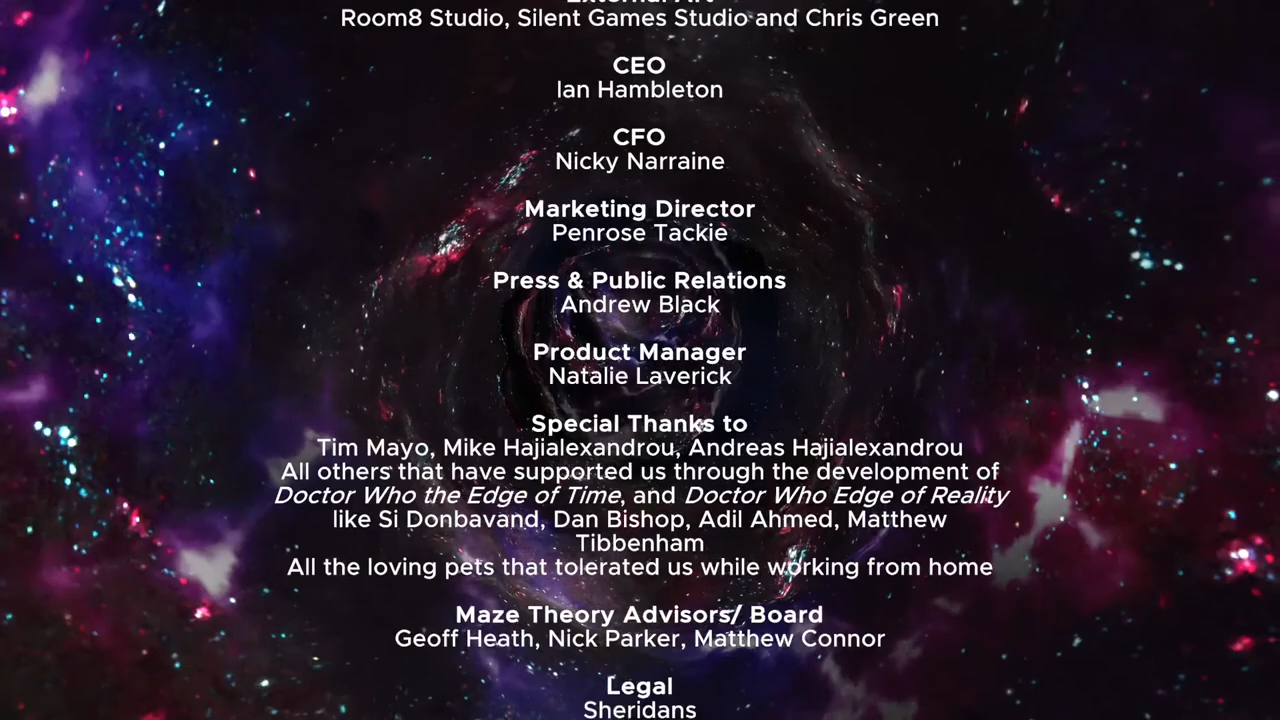 External Art
Room8 Studio, Silent Games Studio and Chris Green
CEO
Ian Hambleton
CFO
Nicky Narraine
Marketing Director
Penrose Tackie
Press & Public Relations
Andrew Black
Product Manager
Natalie Laverick
Special Thanks to
Tim Mayo, Mike Hajialexandrou, Andreas Hajialexandrou
All others that have supported us through the development of
Doctor Who the Edge of Time, and Doctor Who Edge of Reality
like Si Donbavand, Dan Bishop, Adil Ahmed, Matthew
Tibbenham
All the loving pets that tolerated us while working from home
Maze Theory Advisors/ Board
Geoff Heath, Nick Parker, Matthew Connor
Legal
Sheridans